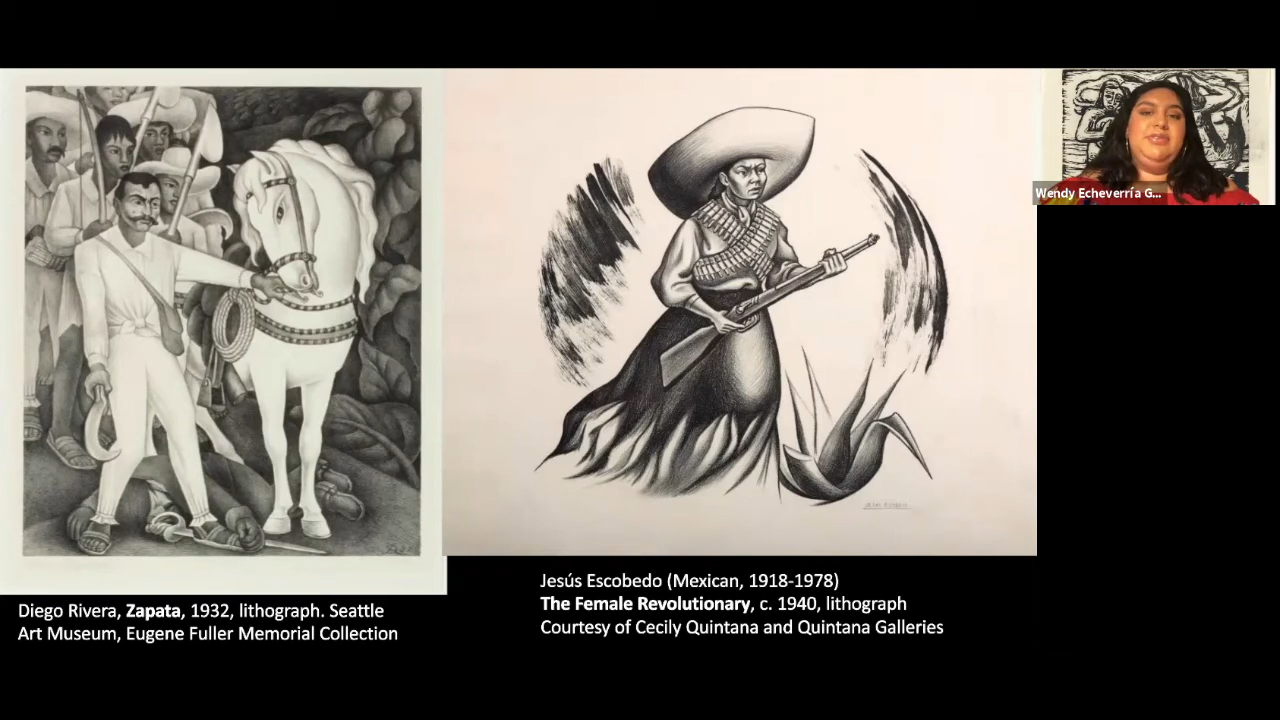 Wendy Echeverría G...
Diego Rivera, Zapata, 1932, lithograph. Seattle
Art Museum, Eugene Fuller Memorial Collection
Jesús Escobedo (Mexican, 1918-1978)
The Female Revolutionary, c. 1940, lithograph
Courtesy of Cecily Quintana and Quintana Galleries